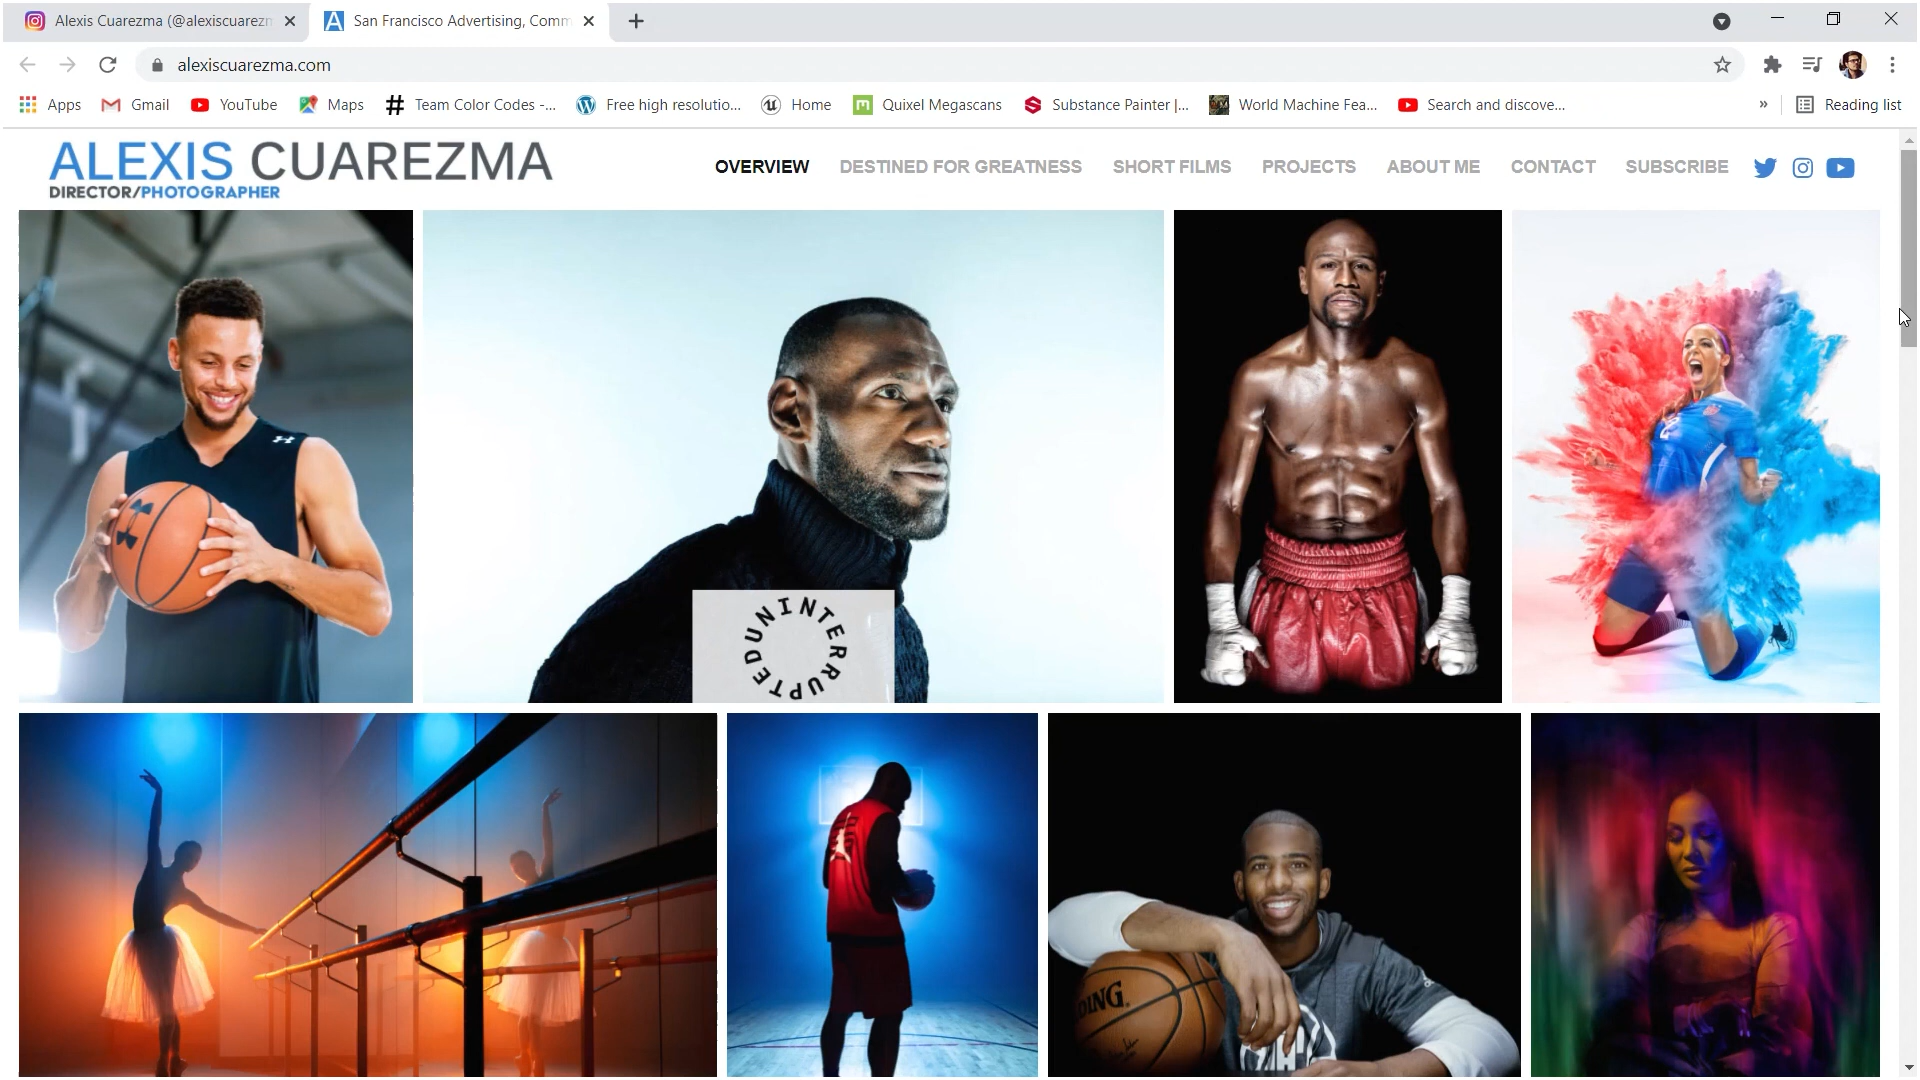 Alexis Cuarezma (@alexiscuarezm
San Francisco Advertising, Comm
alexiscuarezma.com
Apps
Gmail
YouTube
Maps
Team Color Codes -...
Free high resolutio...
Home
Quixel Megascans
Substance Painter |...
World Machine Fea...
Search and discove...
»
Reading list
ALEXIS CUAREZMA
DIRECTOR/PHOTOGRAPHER
OVERVIEW
DESTINED FOR GREATNESS
SHORT FILMS
PROJECTS
ABOUT ME
CONTACT
SUBSCRIBE
UNINTERRUPTED
2
DING.